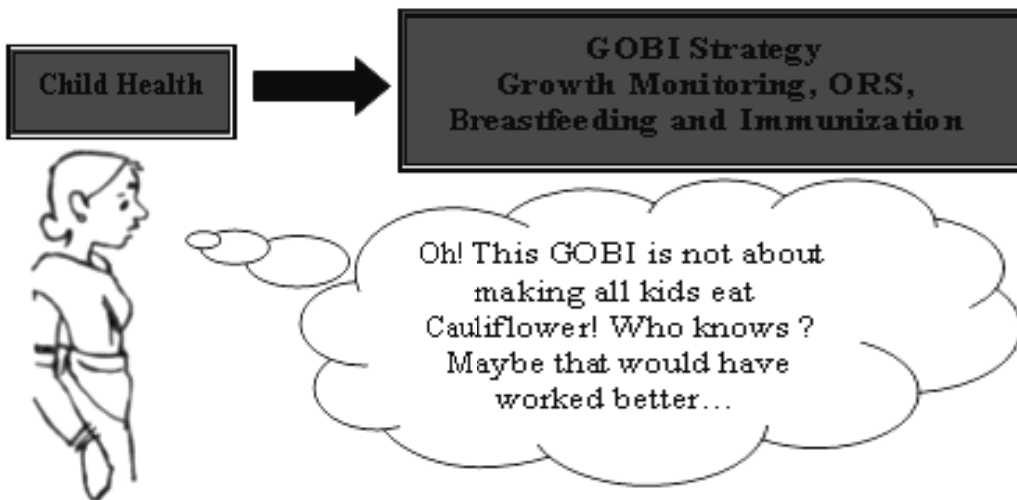 Child Health
GOBI Strategy
Growth Monitoring, ORS,
Breastfeeding and Immunization
Oh! This GOBI is not about
making all kids eat
Cauliflower! Who knows ?
Maybe that would have
worked better...